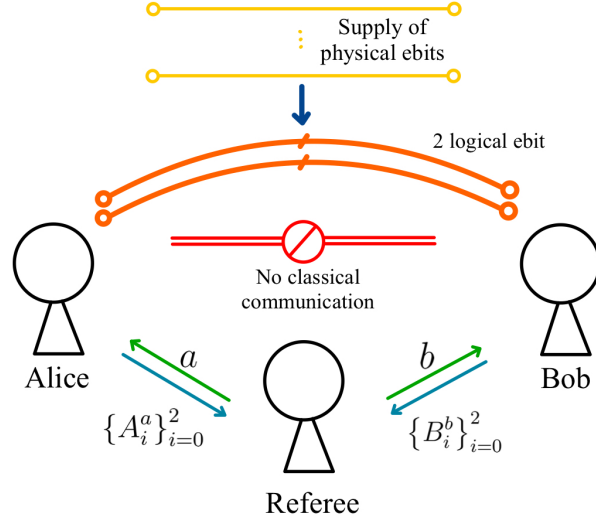 Supply of
physical ebits
2 logical ebit
No classical
communication
Alice
Bob
a
b
{A_i^a}_{i=0}^2
{B_i^b}_{i=0}^2
Referee